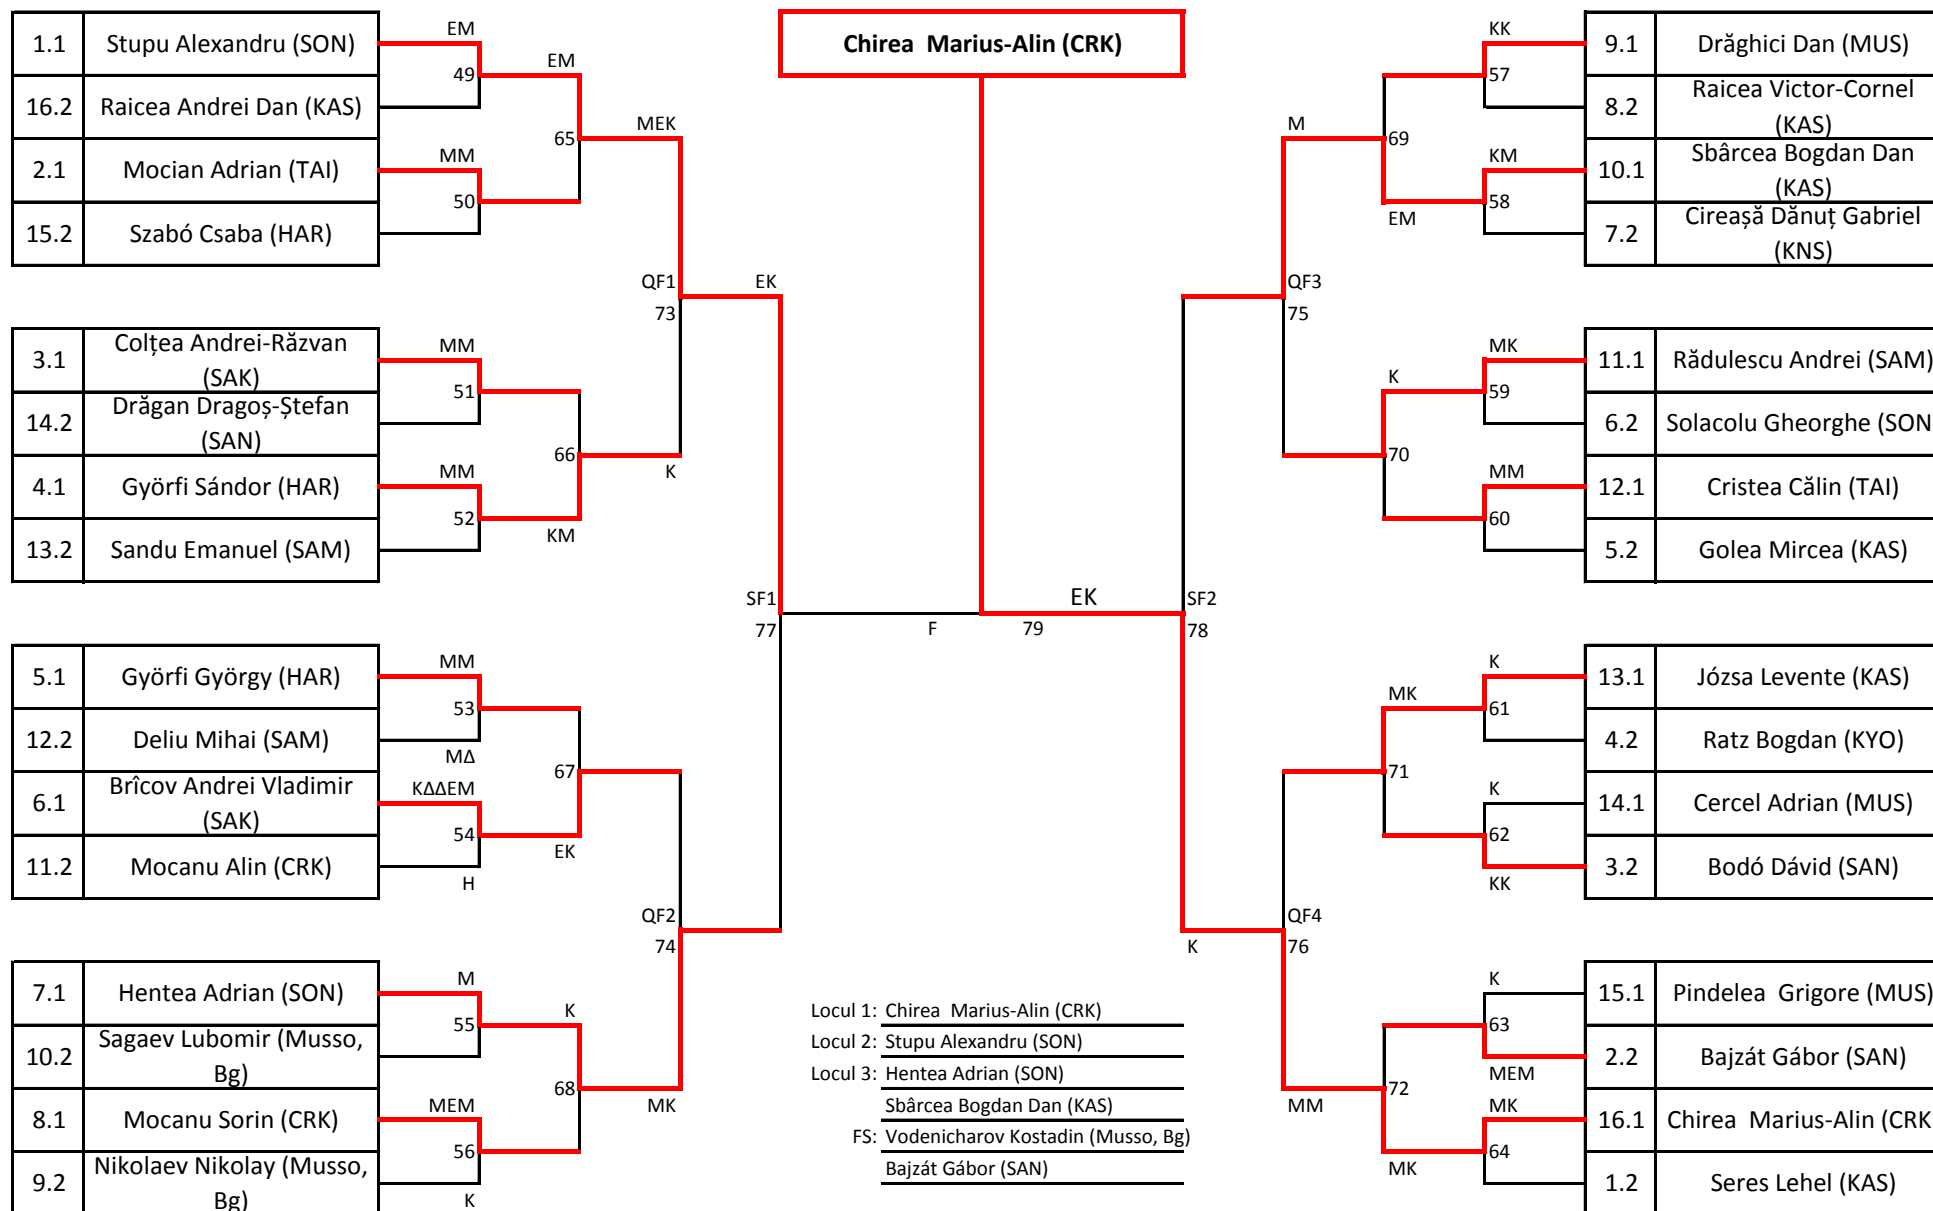 Chirea  Marius-Alin (CRK)
1.1 Stupu Alexandru (SON)
16.2 Raicea Andrei Dan (KAS)
2.1 Mocian Adrian (TAI)
15.2 Szabó Csaba (HAR)
EM
49
MM
50
EM
65
MEK
3.1 Colțea Andrei-Răzvan
(SAK)
14.2 Drăgan Dragoș-Ștefan
(SAN)
4.1 Györfi Sándor (HAR)
13.2 Sandu Emanuel (SAM)
MM
51
MM
52
66
KM
K
QF1
73
EK
5.1 Györfi György (HAR)
12.2 Deliu Mihai (SAM)
6.1 Brîcov Andrei Vladimir
(SAK)
11.2 Mocanu Alin (CRK)
MM
53
MΔ
KΔΔEM
54
H
67
EK
7.1 Hentea Adrian (SON)
10.2 Sagaev Lubomir (Musso,
Bg)
8.1 Mocanu Sorin (CRK)
9.2 Nikolaev Nikolay (Musso,
Bg)
M
55
MEM
56
K
K
68
MK
QF2
74
SF1
77
F
79
EK
SF2
78
KK
57
KM
58
M
69
EM
9.1 Drăghici Dan (MUS)
8.2 Raicea Victor-Cornel
(KAS)
10.1 Sbârcea Bogdan Dan
(KAS)
7.2 Cireașă Dănuț Gabriel
(KNS)
QF3
75
MK
59
MM
60
K
70
11.1 Rădulescu Andrei (SAM)
6.2 Solacolu Gheorghe (SON
12.1 Cristea Călin (TAI)
5.2 Golea Mircea (KAS)
K
61
K
62
KK
MK
71
13.1 Józsa Levente (KAS)
4.2 Ratz Bogdan (KYO)
14.1 Cercel Adrian (MUS)
3.2 Bodó Dávid (SAN)
QF4
76
K
K
63
MEM
MK
64
72
MM
MK
15.1 Pindelea  Grigore (MUS)
2.2 Bajzát Gábor (SAN)
16.1 Chirea  Marius-Alin (CRK
1.2 Seres Lehel (KAS)
Locul 1: Chirea  Marius-Alin (CRK)
Locul 2: Stupu Alexandru (SON)
Locul 3: Hentea Adrian (SON)
Sbârcea Bogdan Dan (KAS)
FS: Vodenicharov Kostadin (Musso, Bg)
Bajzát Gábor (SAN)